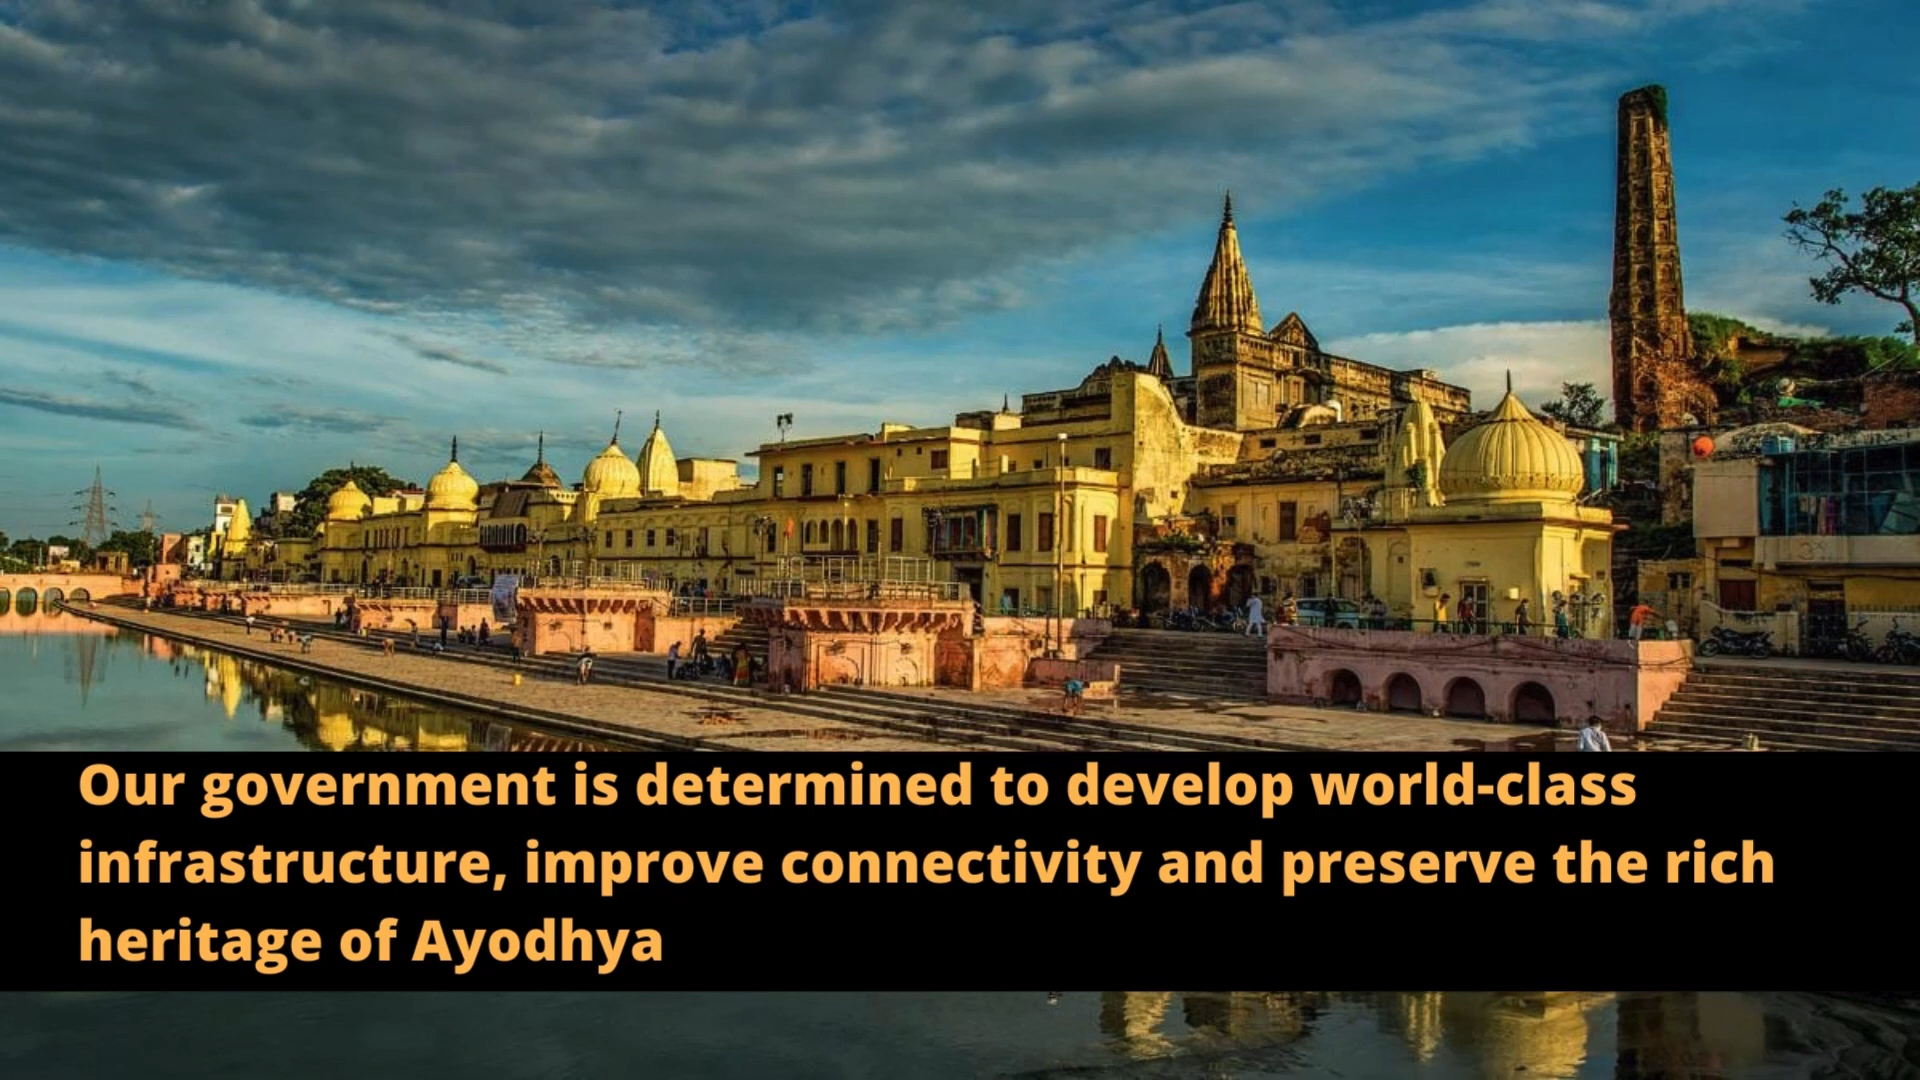 Our government is determined to develop world-class
infrastructure, improve connectivity and preserve the rich
heritage of Ayodhya